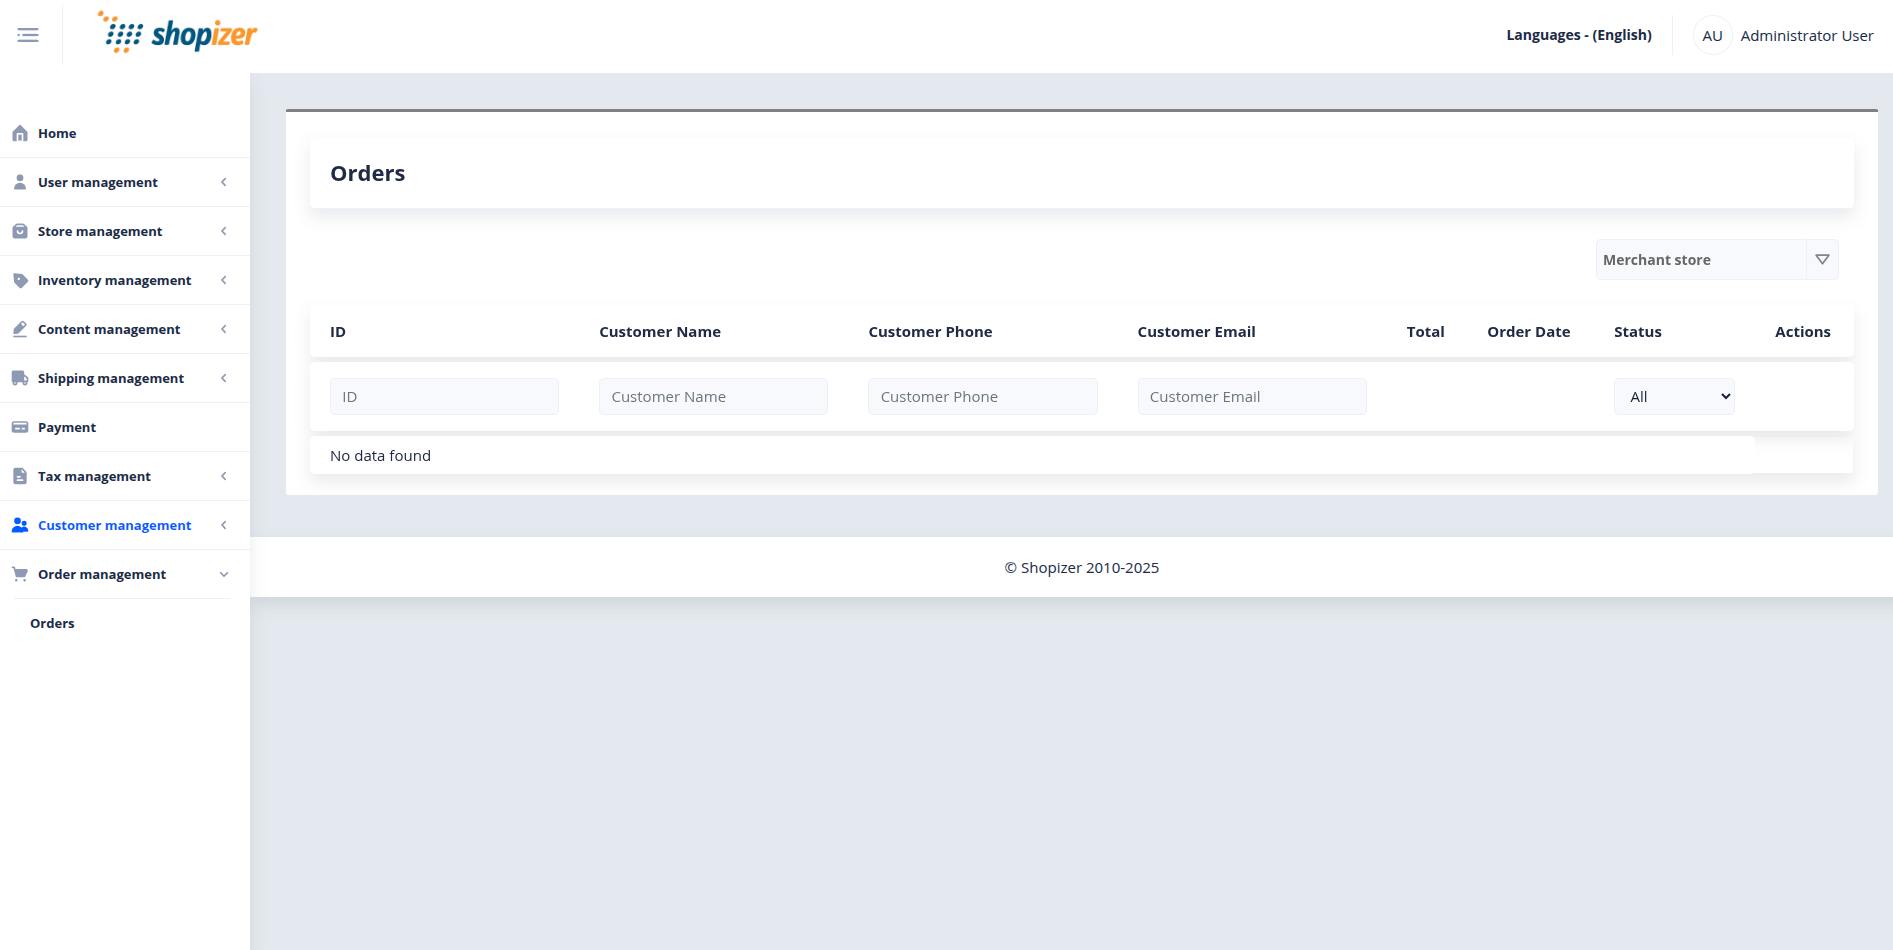 shopizer
Languages - (English)
AU
Administrator User
Home
User management
Store management
Inventory management
Content management
Shipping management
Payment
Tax management
Customer management
Order management
Orders
Orders
Merchant store
ID Customer Name Customer Phone Customer Email Total Order Date Status Actions
ID Customer Name Customer Phone Customer Email All
No data found
© Shopizer 2010-2025